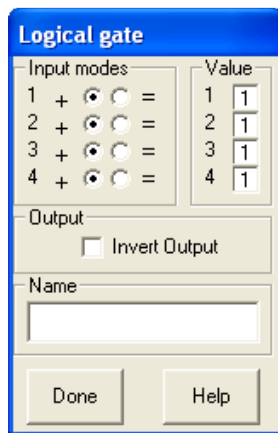 Logical gate
Input modes Value
1 + = 1 1
2 + = 2 1
3 + = 3 1
4 + = 4 1
Output
Invert Output
Name
Done Help